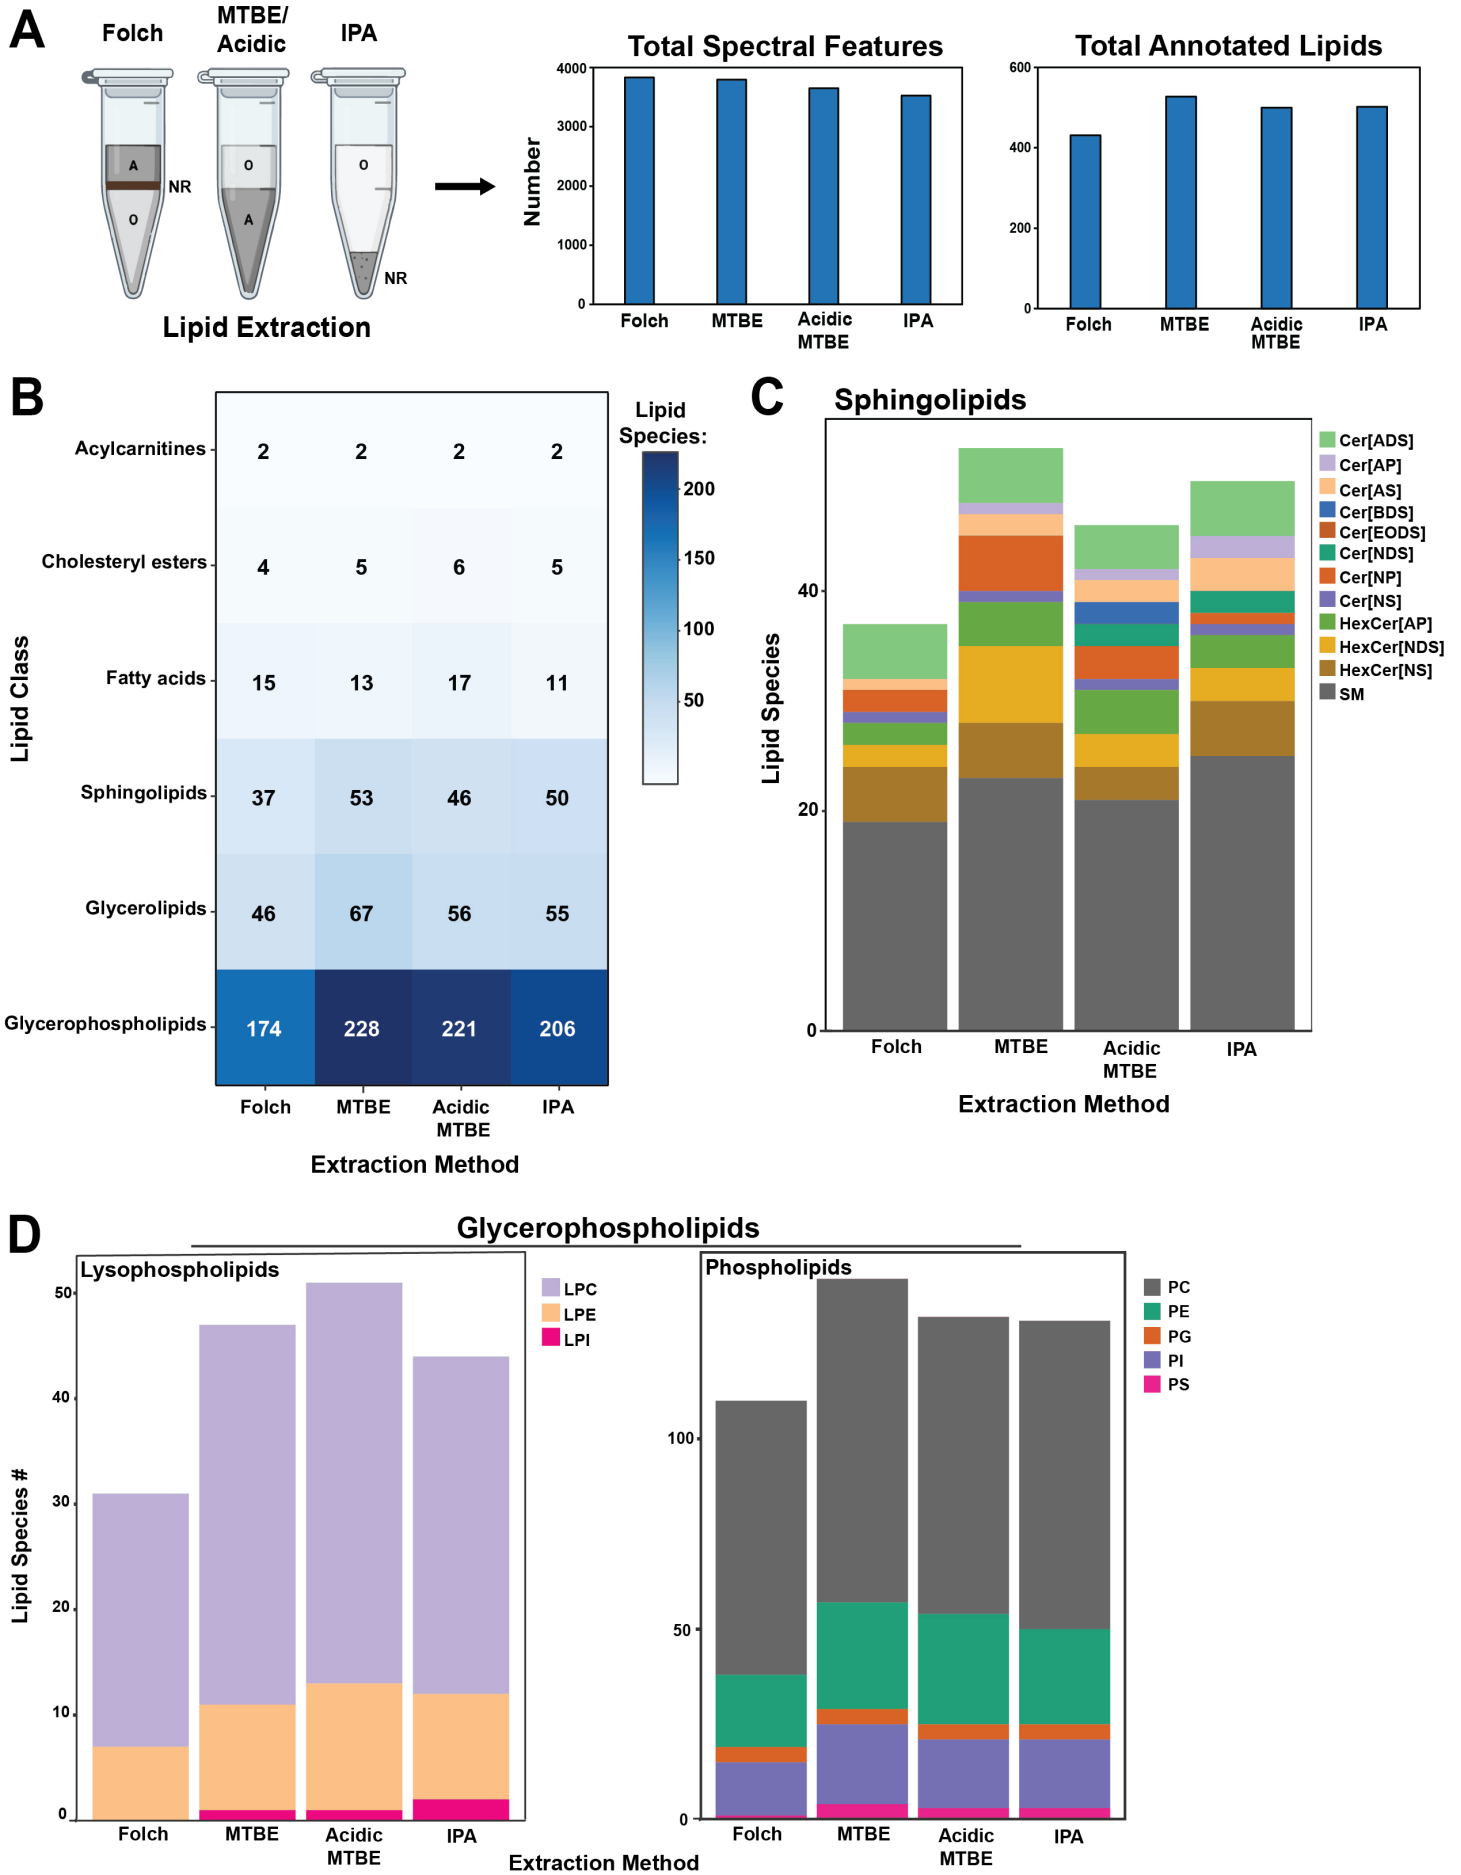 A
Folch
MTBE/
Acidic
IPA
A
O
NR
O
A
O
NR
Lipid Extraction
Total Spectral Features
Number
4000
3000
2000
1000
0
Folch
MTBE
Acidic
MTBE
IPA
Total Annotated Lipids
600
400
200
0
Folch
MTBE
Acidic
MTBE
IPA
B
Lipid Class
Acylcarnitines
2
2
2
2
Cholesteryl esters
4
5
6
5
Fatty acids
15
13
17
11
Sphingolipids
37
53
46
50
Glycerolipids
46
67
56
55
Glycerophospholipids
174
228
221
206
Folch
MTBE
Acidic
MTBE
IPA
Extraction Method
Lipid
Species:
200
150
100
50
C
Sphingolipids
Lipid Species
40
20
0
Folch
MTBE
Acidic
MTBE
IPA
Extraction Method
Cer[ADS]
Cer[AP]
Cer[AS]
Cer[BDS]
Cer[EODS]
Cer[NDS]
Cer[NP]
Cer[NS]
HexCer[AP]
HexCer[NDS]
HexCer[NS]
SM
D
Glycerophospholipids
Lysophospholipids
Lipid Species #
50
40
30
20
10
0
Folch
MTBE
Acidic
MTBE
IPA
LPC
LPE
LPI
Phospholipids
100
50
0
Folch
MTBE
Acidic
MTBE
IPA
PC
PE
PG
PI
PS
Extraction Method